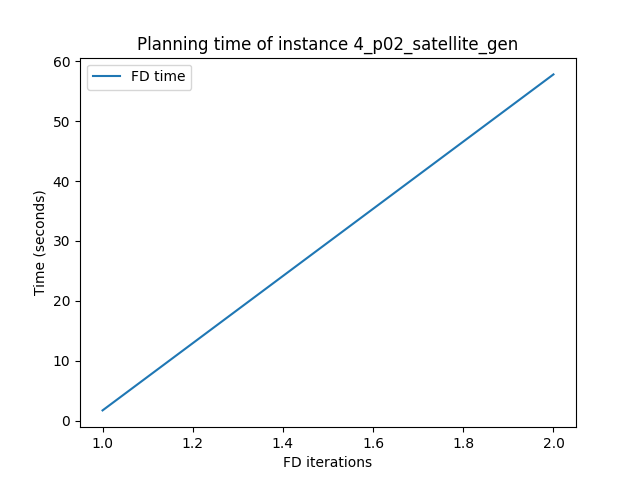 Planning time of instance 4_p02_satellite_gen
FD time
60
50
40
30
20
10
0
Time (seconds)
1.0 1.2 1.4 1.6 1.8 2.0
FD iterations